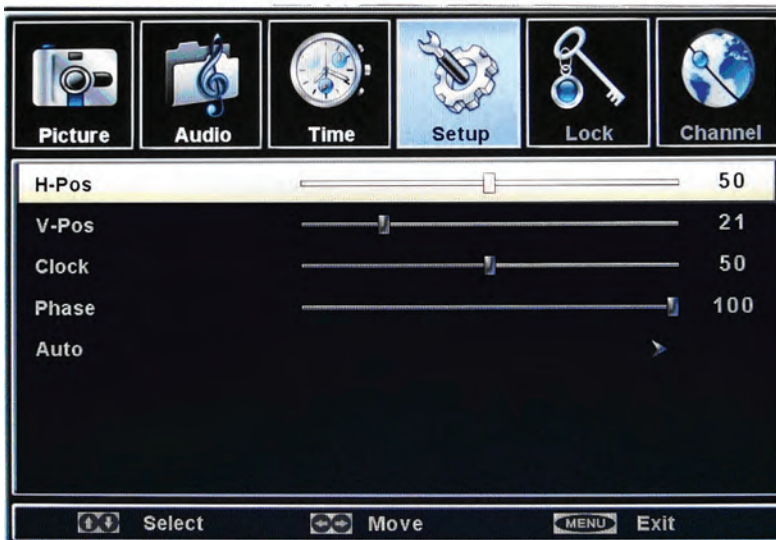 Picture Audio Time Setup Lock Channel
H-Pos 50
V-Pos 21
Clock 50
Phase 100
Auto
Select Move MENU Exit